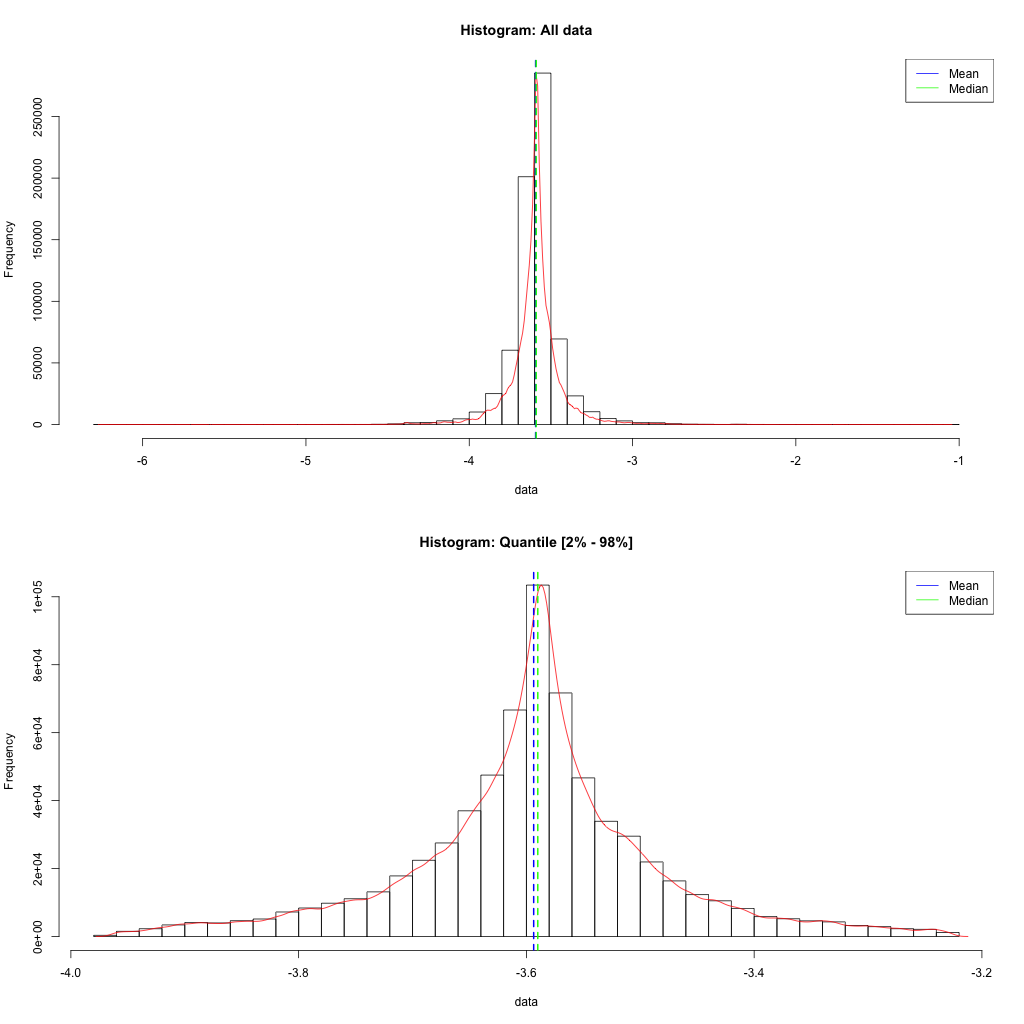 Histogram: All data
Mean
Median
Frequency
250000
200000
150000
100000
50000
0
-6 -5 -4 -3 -2 -1
data
Histogram: Quantile [2% - 98%]
Mean
Median
Frequency
1e+05
8e+04
6e+04
4e+04
2e+04
0e+00
-4.0 -3.8 -3.6 -3.4 -3.2
data